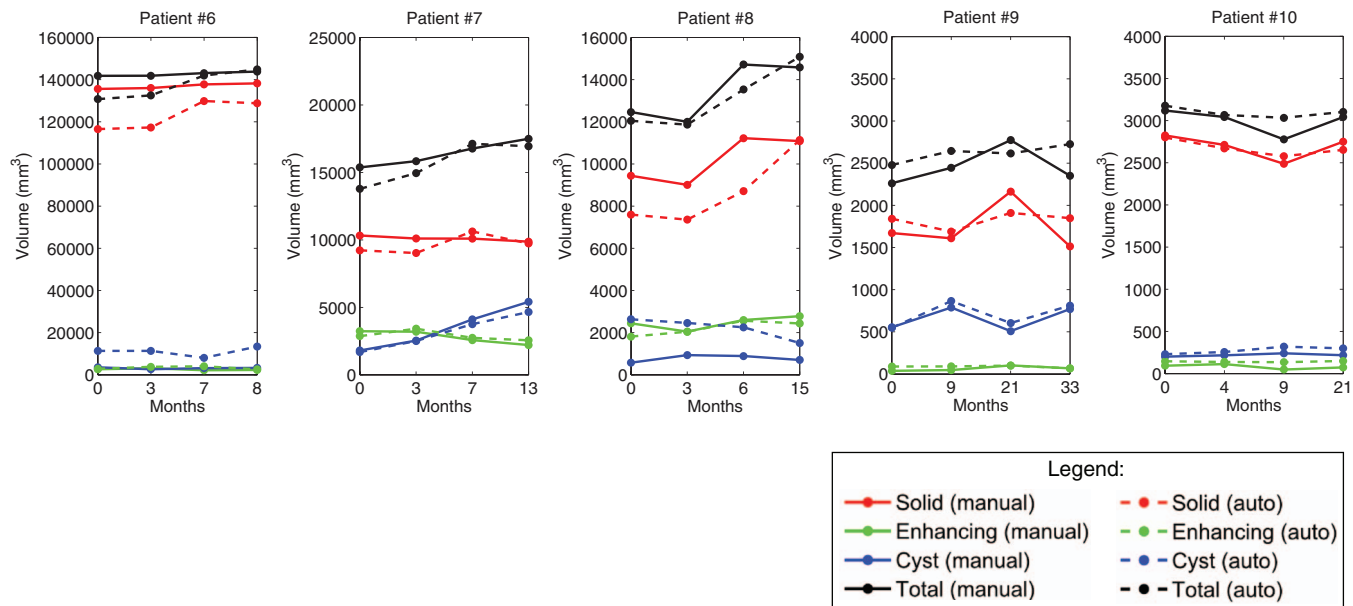 Patient #6
160000
140000
120000
100000
80000
60000
40000
20000
0
Volume (mm³)
0 3 7 8
Months
Patient #7
25000
20000
15000
10000
5000
0
Volume (mm³)
0 3 7 13
Months
Patient #8
16000
14000
12000
10000
8000
6000
4000
2000
0
Volume (mm³)
0 3 6 15
Months
Patient #9
4000
3500
3000
2500
2000
1500
1000
500
0
Volume (mm³)
0 9 21 33
Months
Patient #10
4000
3500
3000
2500
2000
1500
1000
500
0
Volume (mm³)
0 4 9 21
Months
Legend:
Solid (manual) Solid (auto)
Enhancing (manual) Enhancing (auto)
Cyst (manual) Cyst (auto)
Total (manual) Total (auto)